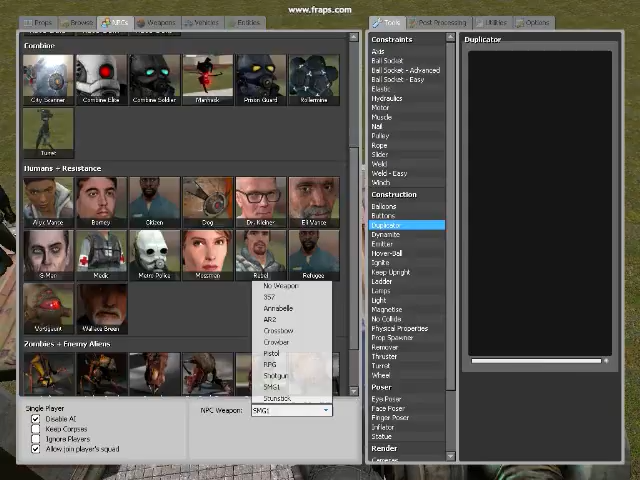 www.fraps.com
Props
Browse
NPCs
Weapons
Vehicles
Entities
Tools
Post Processing
Utilities
Options
Combine
City Scanner
Combine Elite
Combine Soldier
Manhack
Prison Guard
Rollermine
Turret
Humans + Resistance
Alyx Vance
Barney
Citizen
Dog
Dr. Kleiner
Eli Vance
G-Man
Medic
Metro Police
Mossman
Rebel
Refugee
Vortigaunt
Wallace Breen
Zombies + Enemy Aliens
No Weapon
357
Annabelle
AR2
Crossbow
Crowbar
Pistol
RPG
Shotgun
SMG1
Stunstick
Single Player
Disable AI
Keep Corpses
Ignore Players
Allow join player's squad
NPC Weapon:
SMG1
Constraints
Axis
Ball Socket
Ball Socket - Advanced
Ball Socket - Easy
Elastic
Hydraulics
Motor
Muscle
Nail
Pulley
Rope
Slider
Weld
Weld - Easy
Winch
Construction
Balloons
Buttons
Duplicator
Dynamite
Emitter
Hover-Ball
Ignite
Keep Upright
Ladder
Lamps
Light
Magnetise
No Collide
Physical Properties
Prop Spawner
Remover
Thruster
Turret
Wheel
Poser
Eye Poser
Face Poser
Finger Poser
Inflator
Statue
Render
Cameras
Duplicator